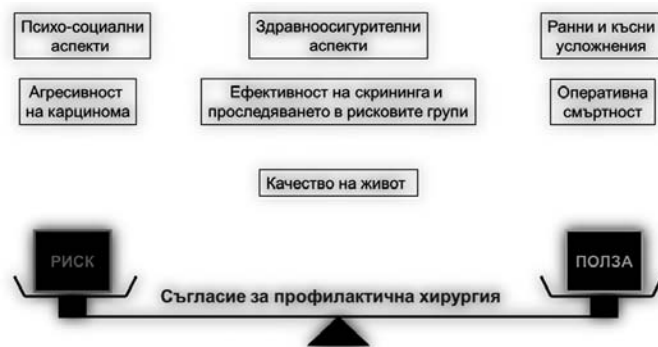 Психо-социални
аспекти
Здравноосигурителни
аспекти
Ранни и късни
усложнения
Агресивност
на карцинома
Ефективност на скрининга и
проследяването в рисковите групи
Оперативна
смъртност
Качество на живот
РИСК
ПОЛЗА
Съгласие за профилактична хирургия